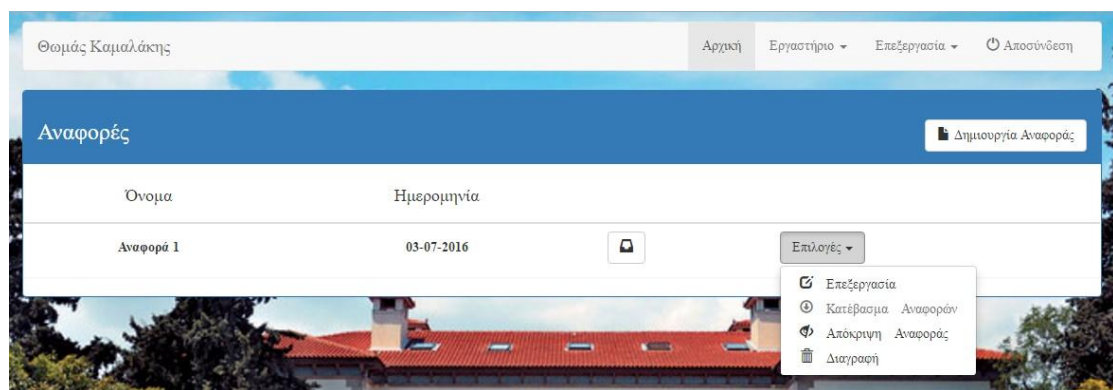 Θωμάς Καμαλάκης Αρχική Εργαστήριο Επεξεργασία Αποσύνδεση
Αναφορές Δημιουργία Αναφοράς
Όνομα Ημερομηνία
Αναφορά 1 03-07-2016 Επιλογές
Επεξεργασία
Κατέβασμα Αναφορών
Απόκριψη Αναφοράς
Διαγραφή